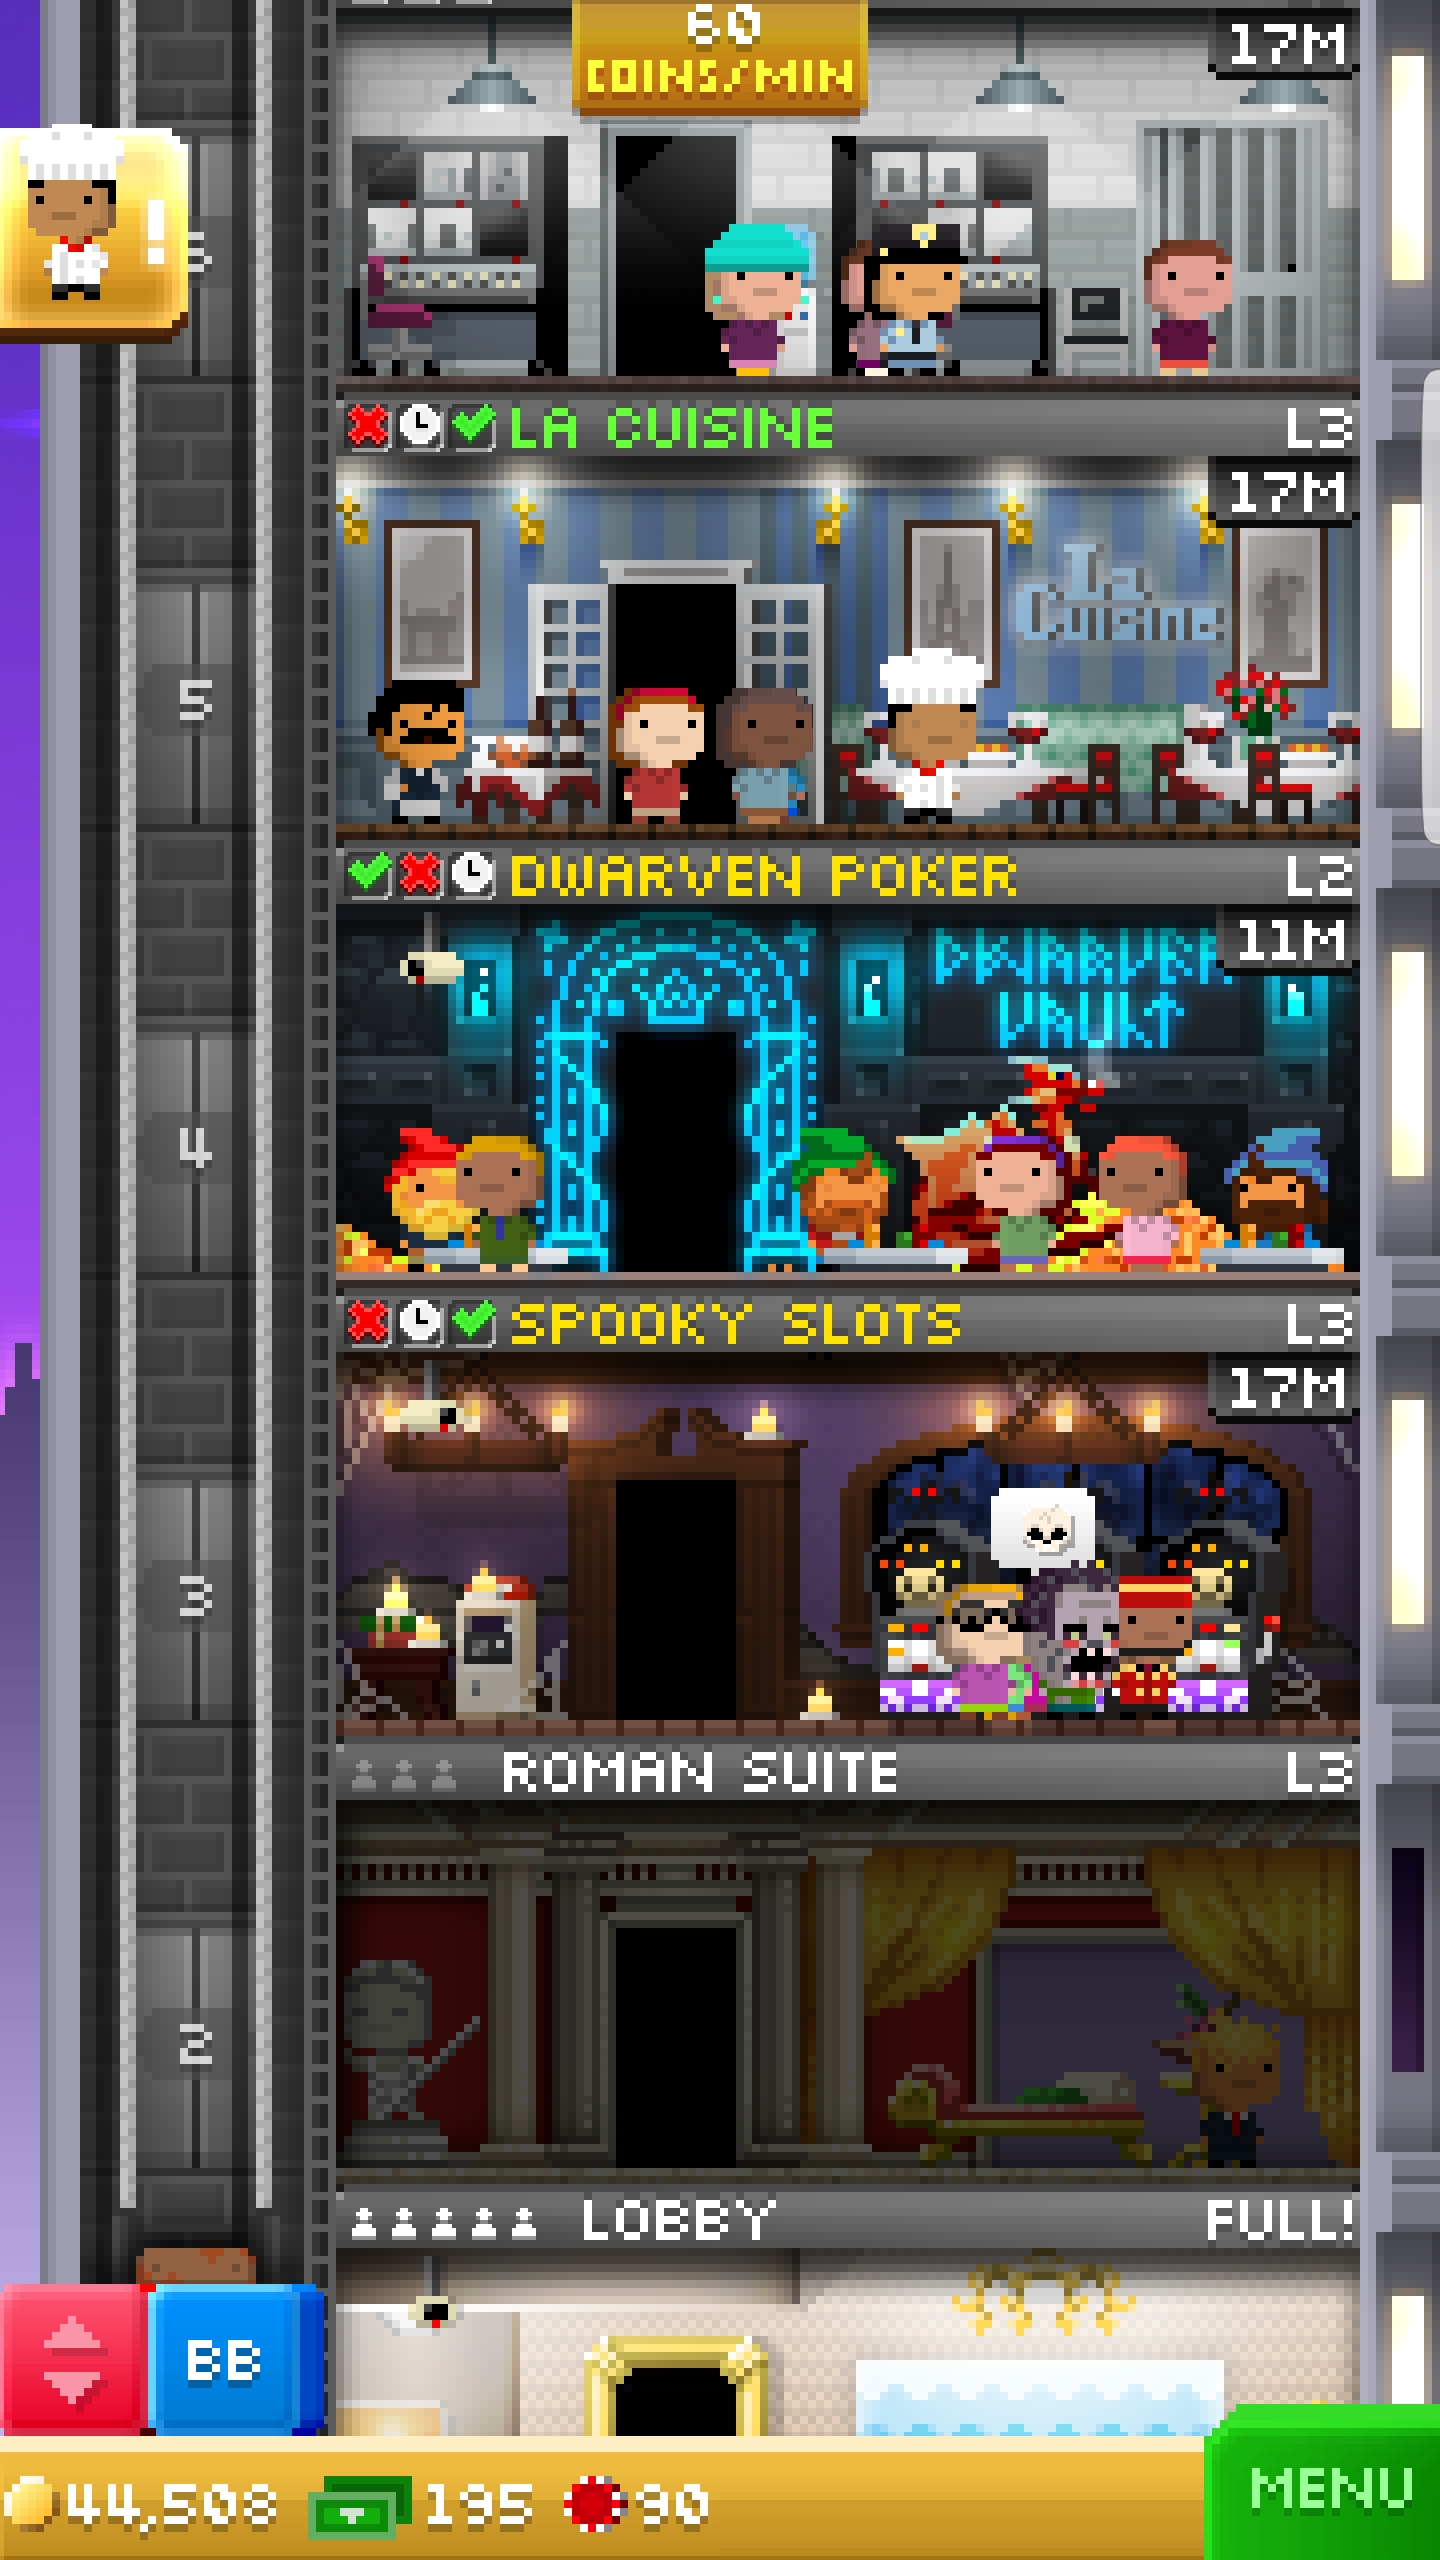 60
COINS/MIN
17M
LA CUISINE L3
17M
La
Cuisine
5
DWARVEN POKER L2
11M
DWARVEN
VAULT
4
SPOOKY SLOTS L3
17M
3
ROMAN SUITE L3
2
LOBBY FULL!
BB
44,508 195 90
MENU